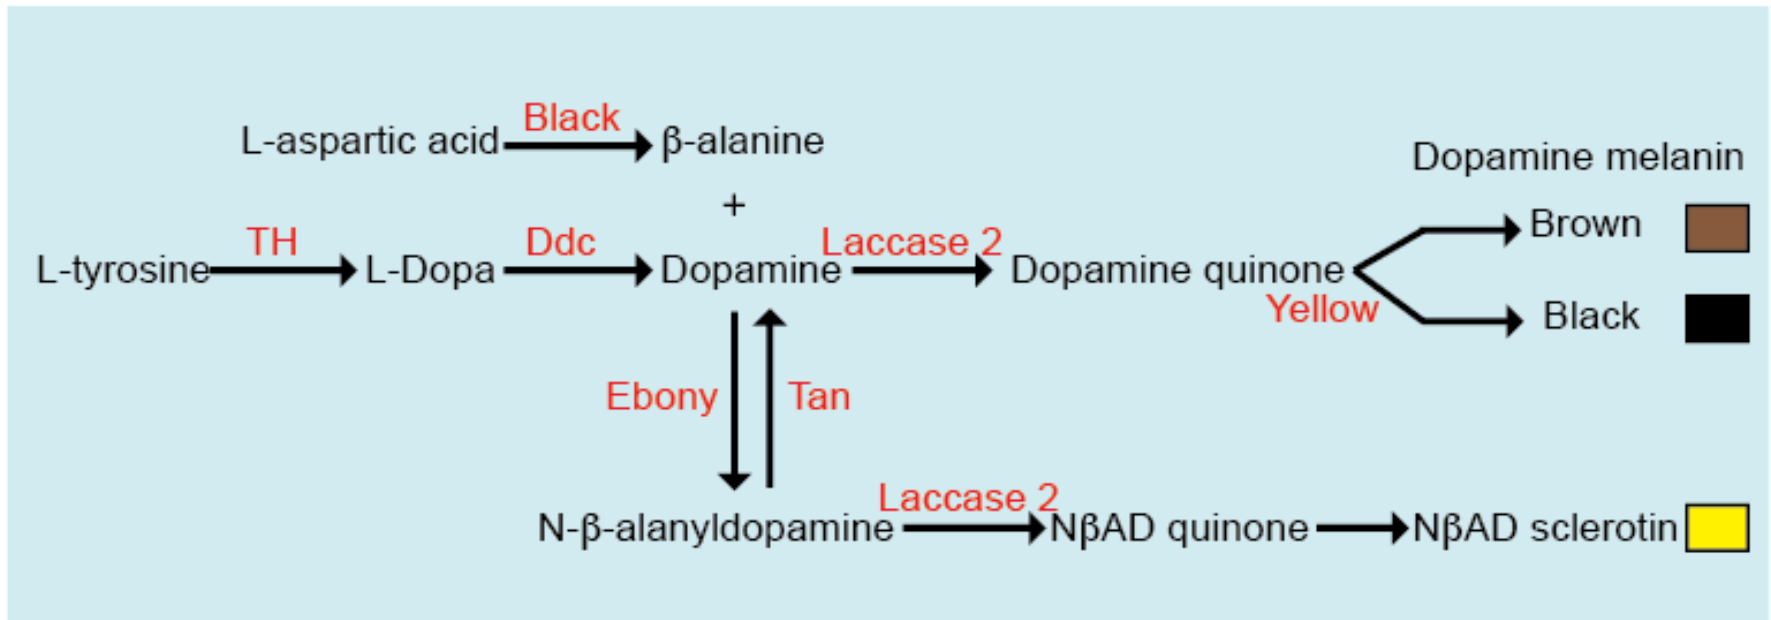 Black
L-aspartic acid β-alanine
Dopamine melanin
+
Brown
TH Ddc Laccase 2
L-tyrosine L-Dopa Dopamine Dopamine quinone
Yellow Black
Ebony Tan
Laccase 2
N-β-alanyldopamine NβAD quinone NβAD sclerotin